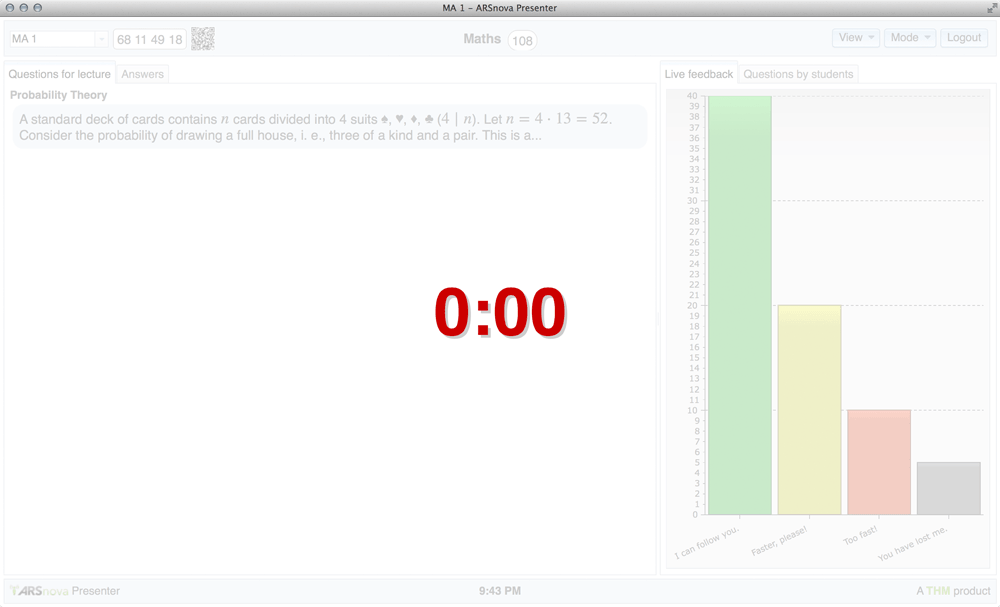 MA 1 – ARSnova Presenter
MA 1
68 11 49 18
Maths 108
View
Mode
Logout
Questions for lecture
Answers
Probability Theory
A standard deck of cards contains n cards divided into 4 suits ♠, ♥, ♦, ♣ (4 | n). Let n = 4 · 13 = 52.
Consider the probability of drawing a full house, i. e., three of a kind and a pair. This is a...
0:00
Live feedback
Questions by students
40
39
38
37
36
35
34
33
32
31
30
29
28
27
26
25
24
23
22
21
20
19
18
17
16
15
14
13
12
11
10
9
8
7
6
5
4
3
2
1
0
I can follow you.
Faster, please!
Too fast!
You have lost me.
ARSnova Presenter
9:43 PM
A THM product